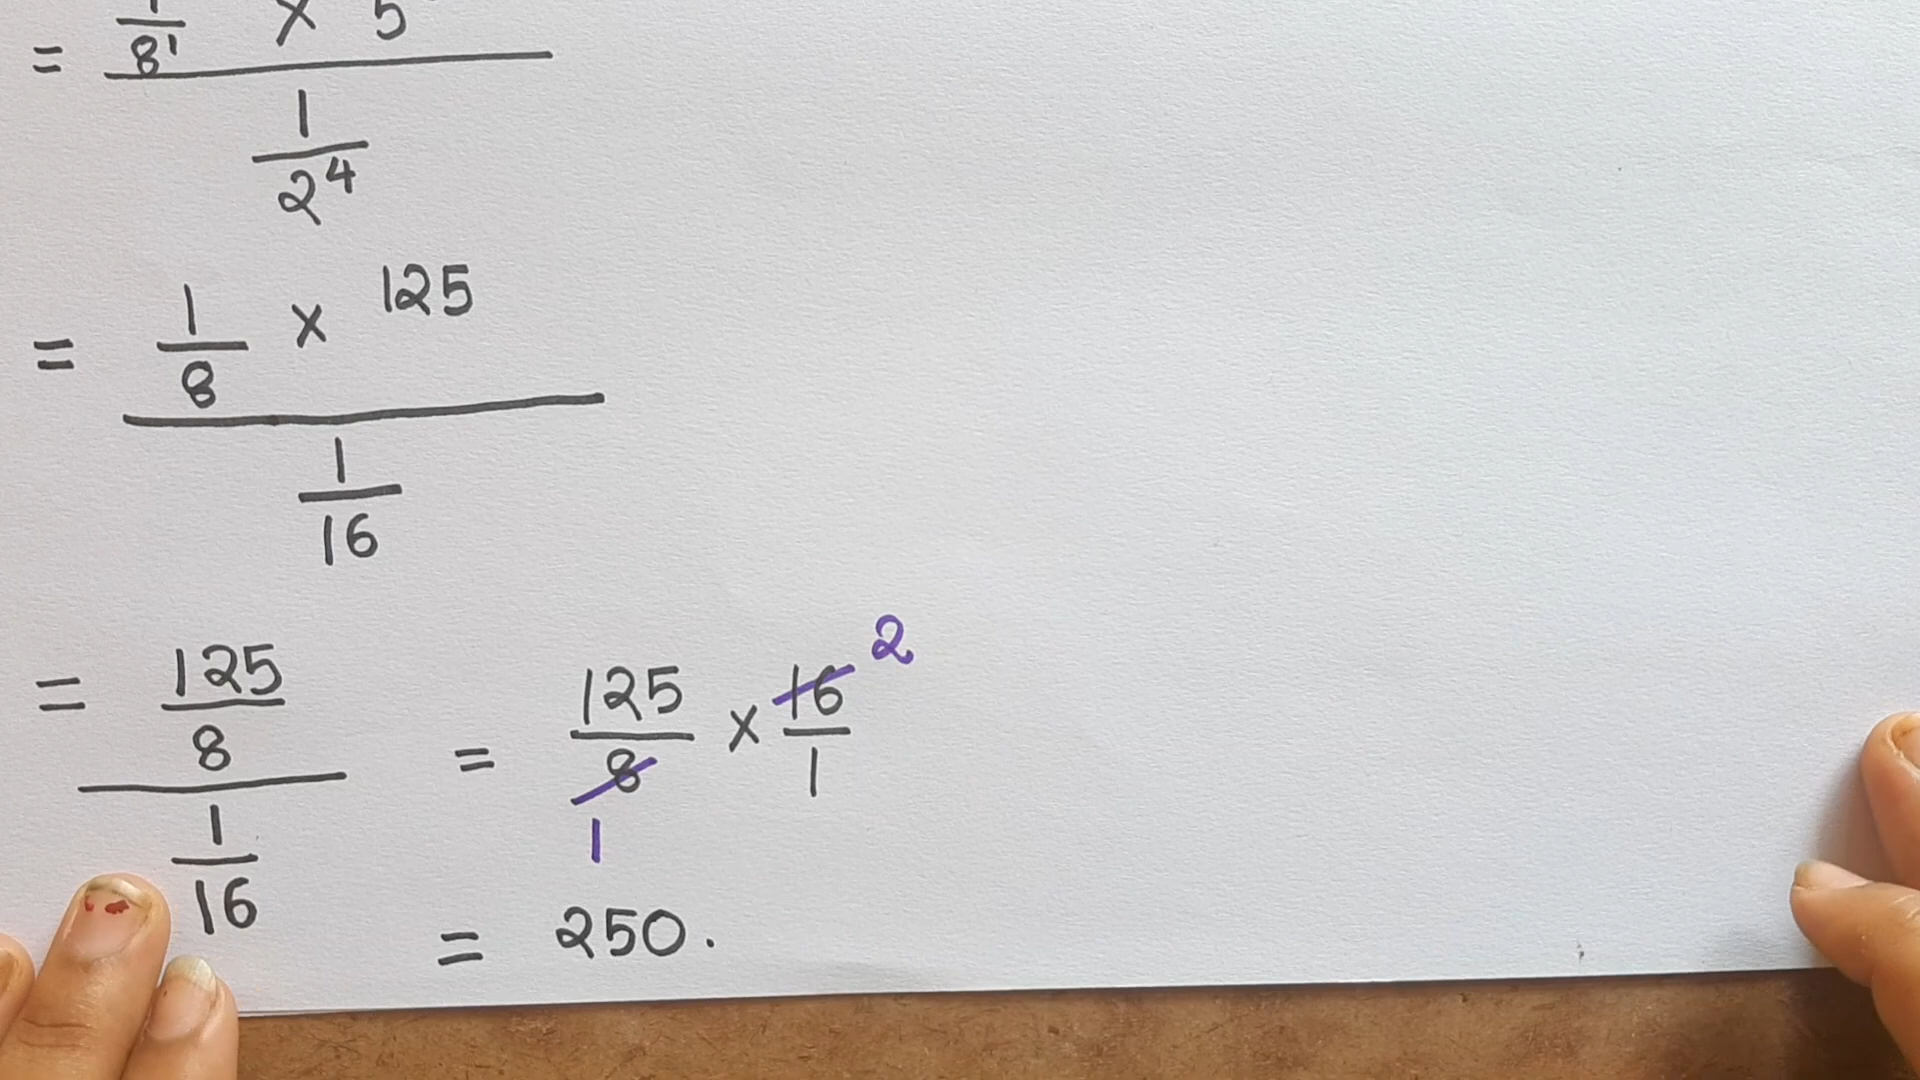 = 1/8¹ × 5
1/2⁴
= 1/8 × 125
1/16
= 125/8 = 125/8 × 16/1 2
1/16 1
= 250.